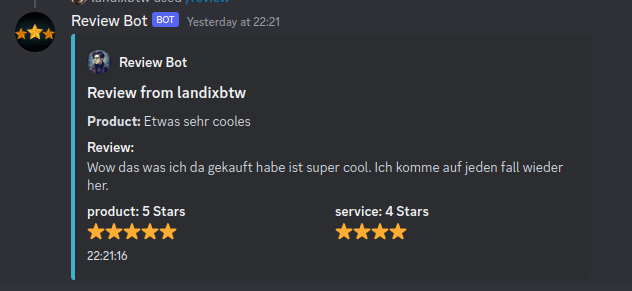 landixbtw used /review
Review Bot BOT Yesterday at 22:21
Review Bot
Review from landixbtw
Product: Etwas sehr cooles
Review:
Wow das was ich da gekauft habe ist super cool. Ich komme auf jeden fall wieder
her.
product: 5 Stars service: 4 Stars
22:21:16